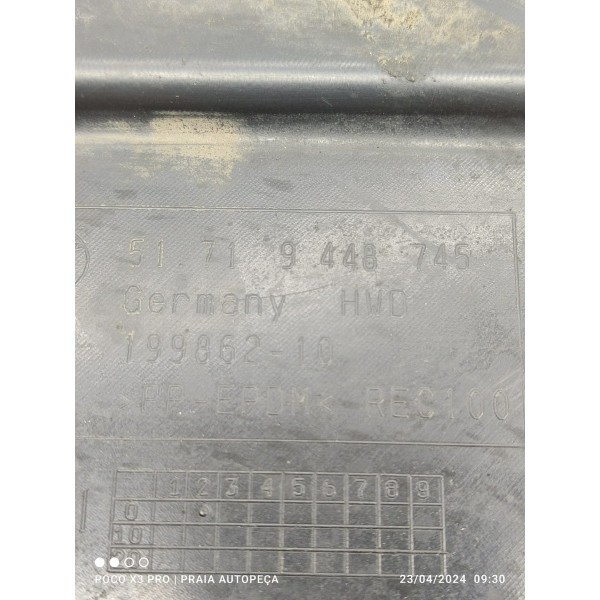 51 71 9 448 745
Germany HWD
199862-10
>PP-EPDM< REC100
1 2 3 4 5 6 7 8 9
0
10
20
POCO X3 PRO | PRAIA AUTOPEÇA
23/04/2024 09:30